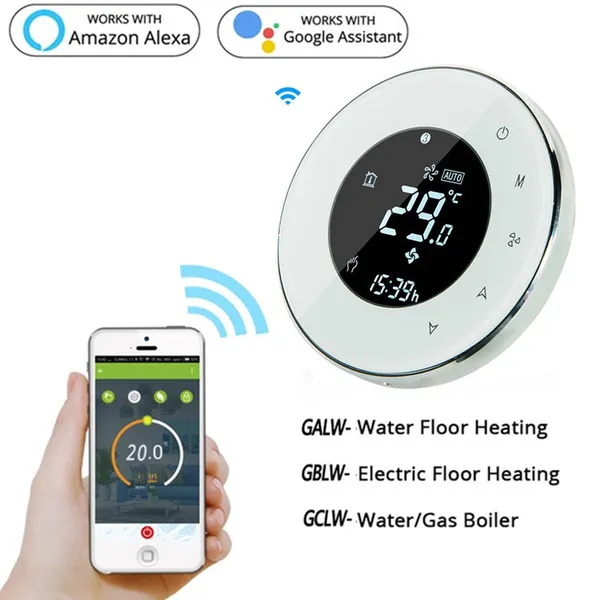 WORKS WITH
Amazon Alexa
WORKS WITH
Google Assistant
3
AUTO
29.0 °C
M
15:39h
20.0
GALW- Water Floor Heating
GBLW- Electric Floor Heating
GCLW- Water/Gas Boiler